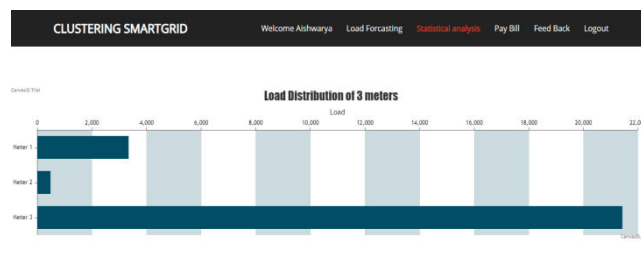 CLUSTERING SMARTGRID Welcome Aishwarya Load Forcasting Statistical analysis Pay Bill Feed Back Logout
CanvasJS Trial
Load Distribution of 3 meters
Load
0 2,000 4,000 6,000 8,000 10,000 12,000 14,000 16,000 18,000 20,000 22,0
Meter 1
Meter 2
Meter 3
CanvasJS